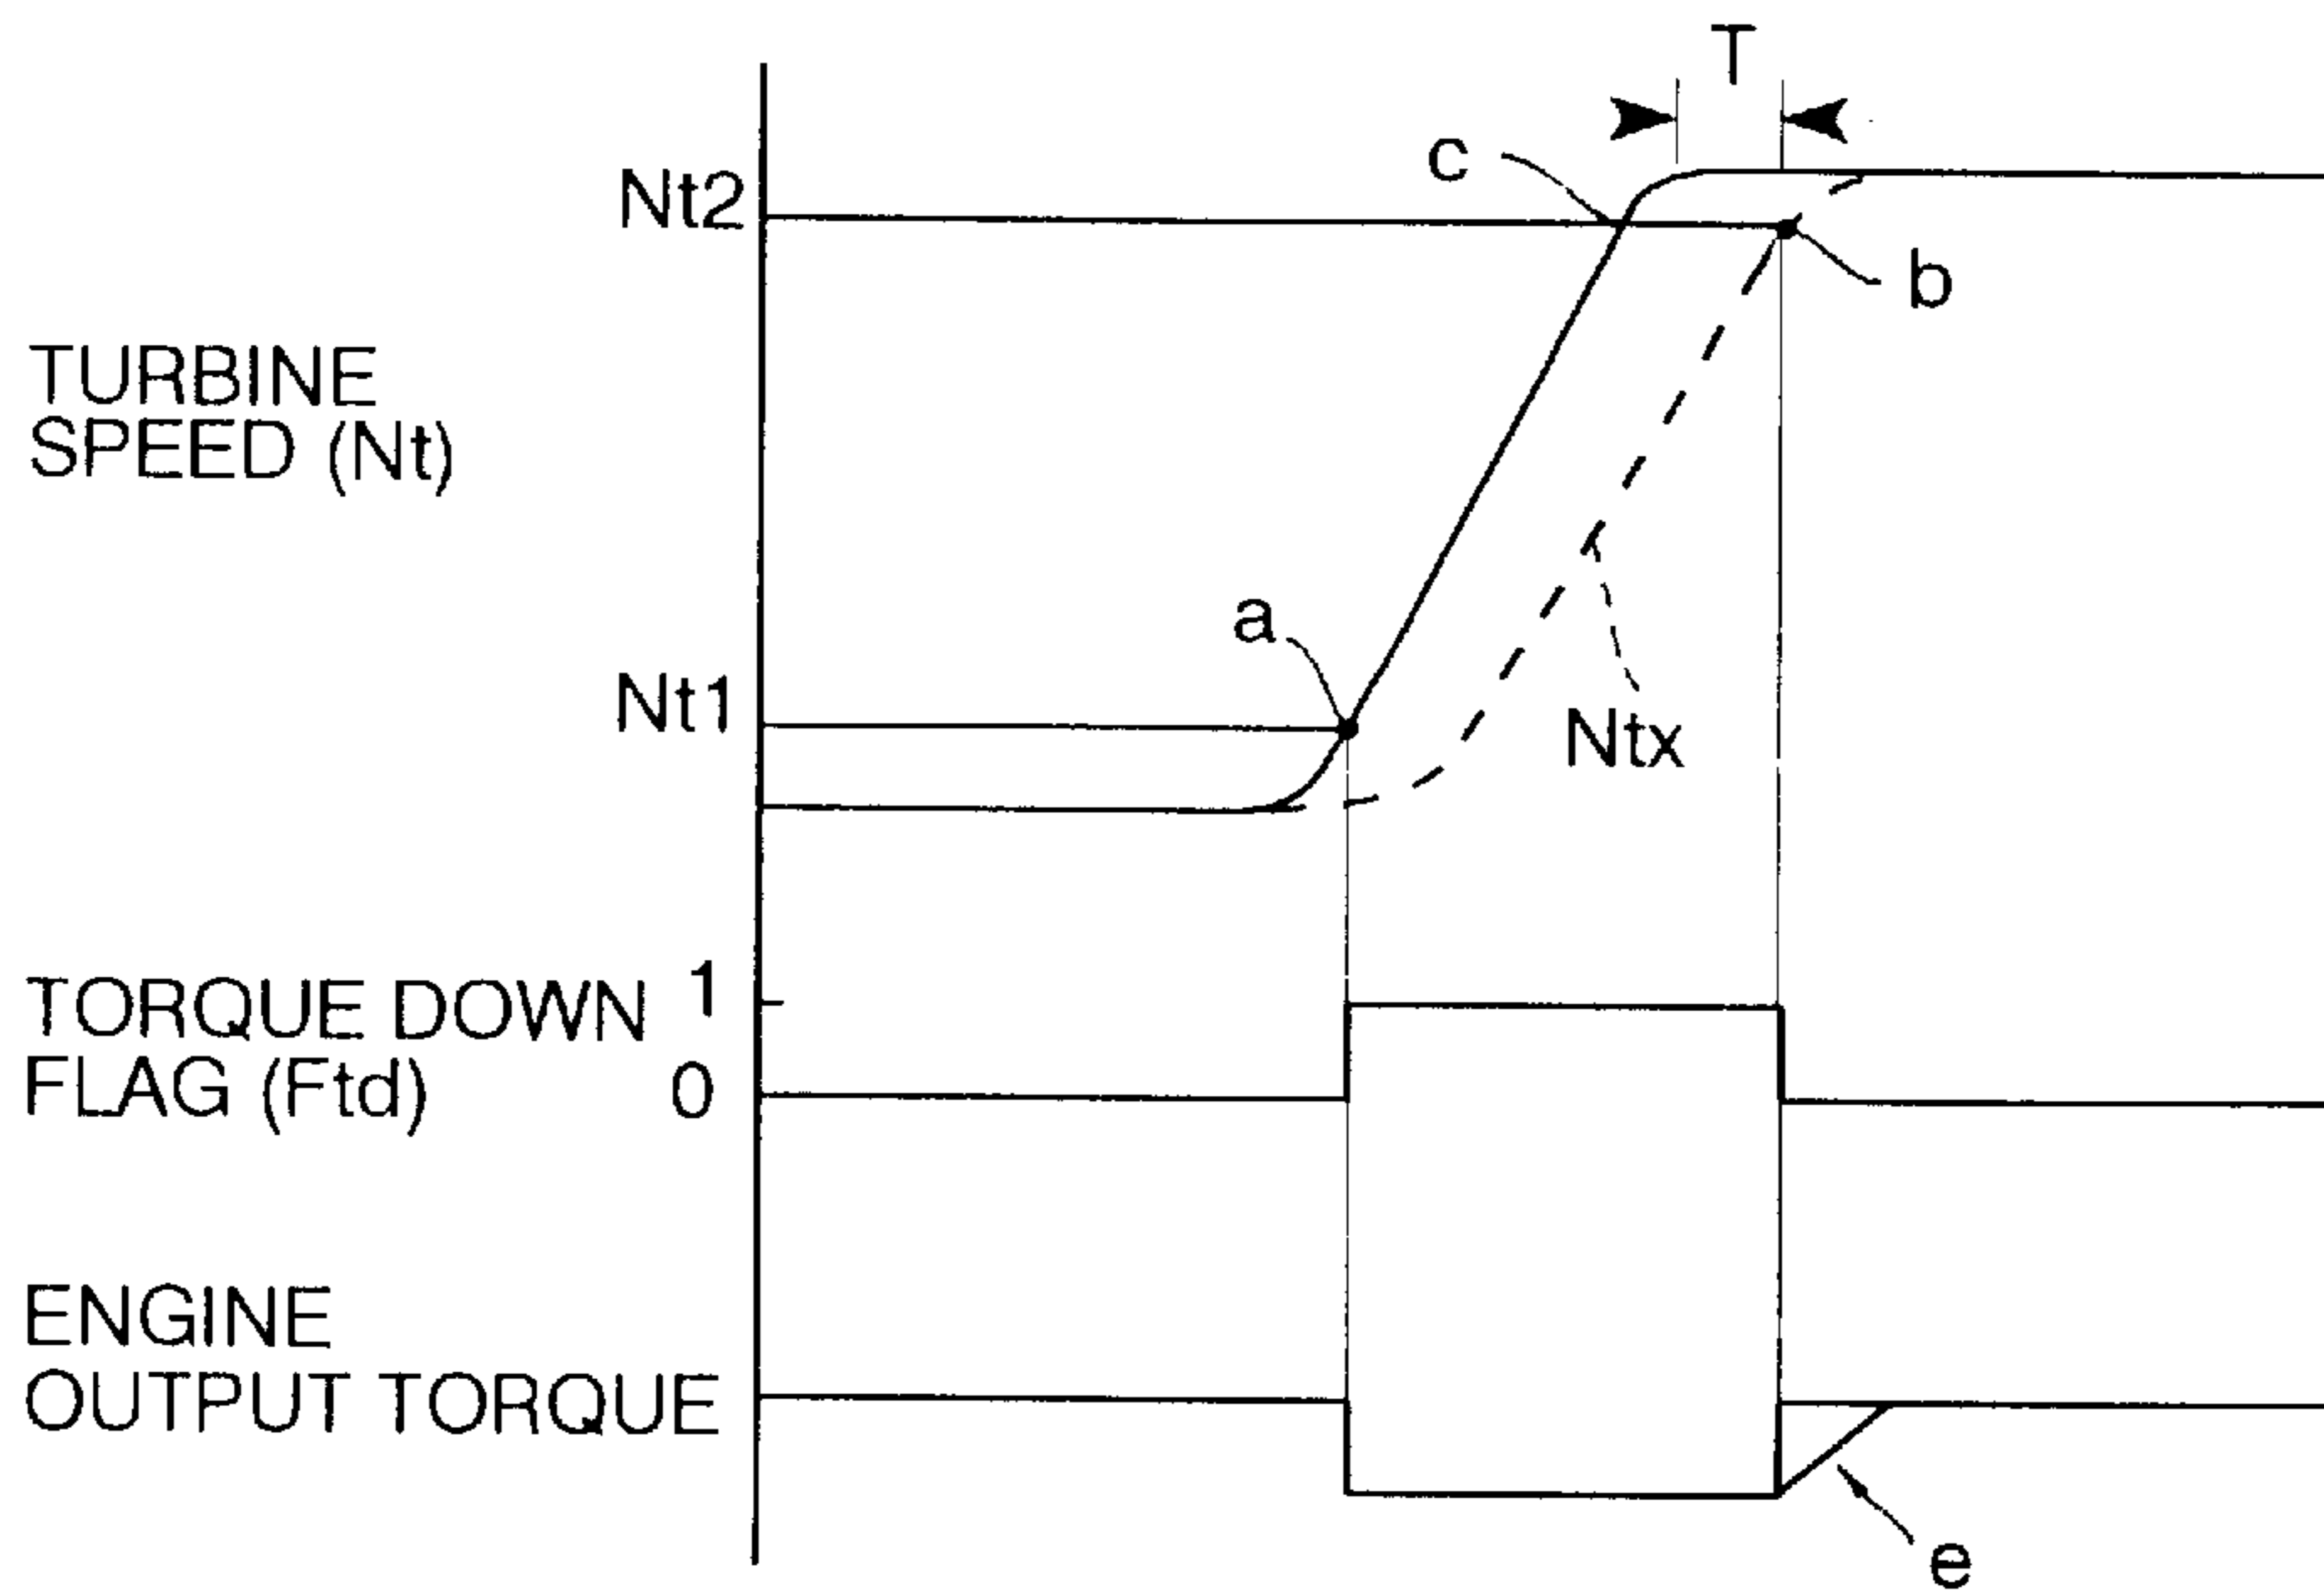 T
c
Nt2
b
TURBINE
SPEED (Nt)
a
Nt1
Ntx
TORQUE DOWN 1
FLAG (Ftd) 0
ENGINE
OUTPUT TORQUE
e